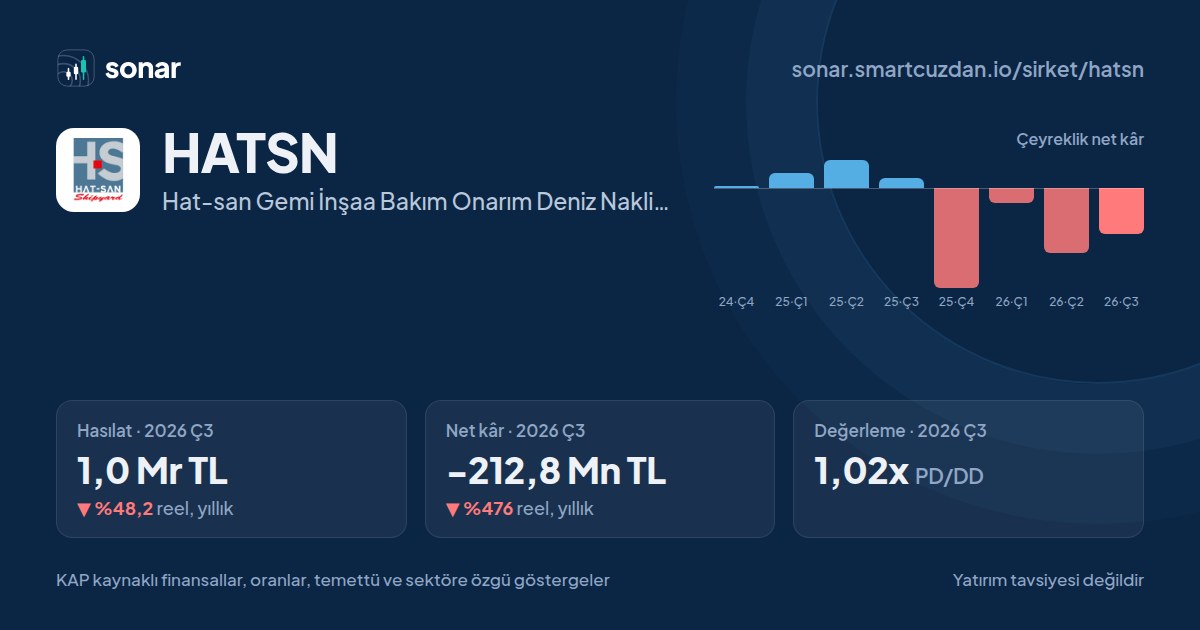 sonar
sonar.smartcuzdan.io/sirket/hatsn
HS
HAT-SAN
Shipyard
HATSN
Hat-san Gemi İnşaa Bakım Onarım Deniz Nakli...
Çeyreklik net kâr
24·Ç4 25·Ç1 25·Ç2 25·Ç3 25·Ç4 26·Ç1 26·Ç2 26·Ç3
Hasılat · 2026 Ç3
1,0 Mr TL
▼ %48,2 reel, yıllık
Net kâr · 2026 Ç3
−212,8 Mn TL
▼ %476 reel, yıllık
Değerleme · 2026 Ç3
1,02x PD/DD
KAP kaynaklı finansallar, oranlar, temettü ve sektöre özgü göstergeler
Yatırım tavsiyesi değildir